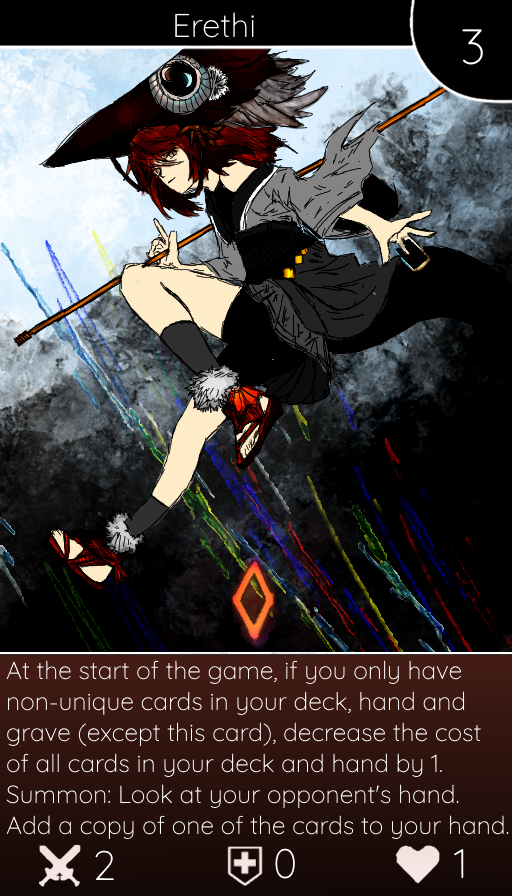 Erethi
3
At the start of the game, if you only have
non-unique cards in your deck, hand and
grave (except this card), decrease the cost
of all cards in your deck and hand by 1.
Summon: Look at your opponent's hand.
Add a copy of one of the cards to your hand.
2 0 1